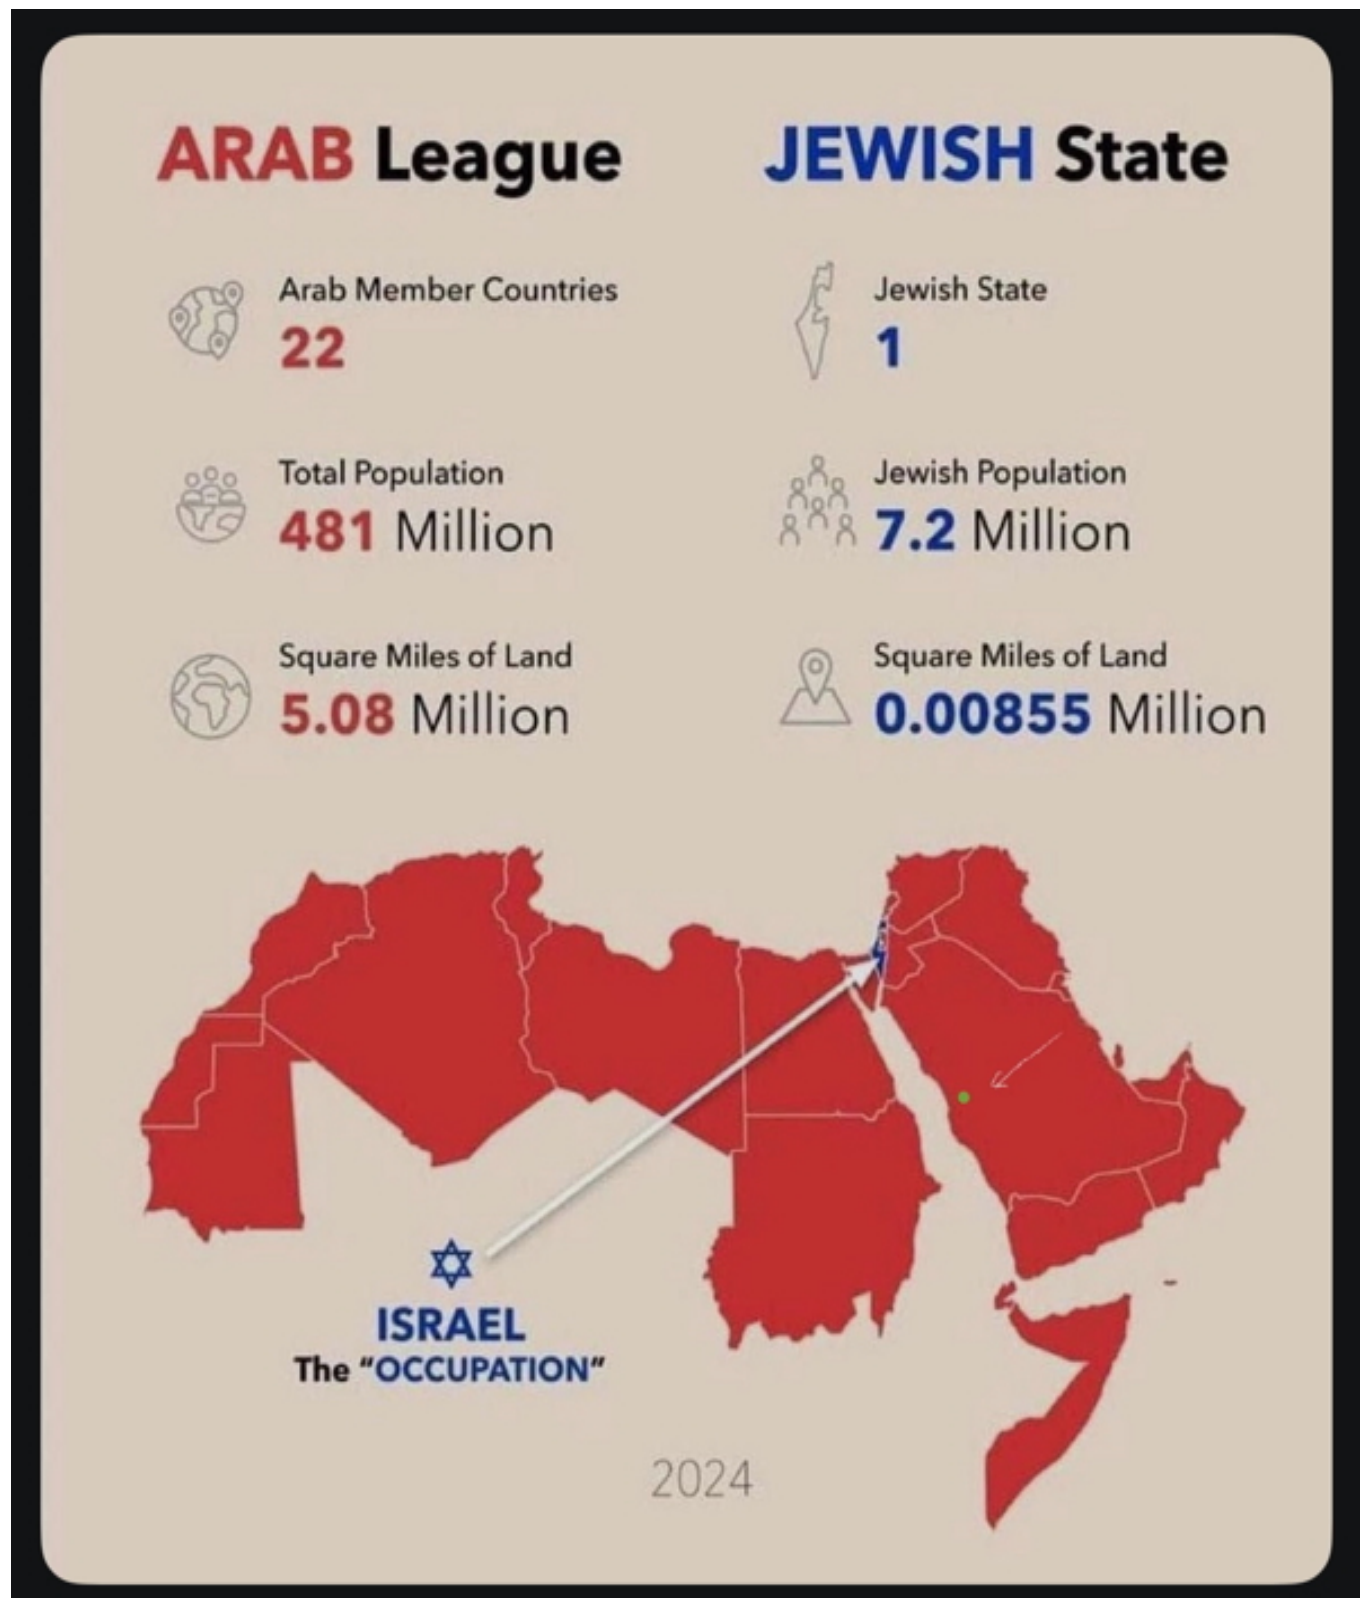 ARAB League
Arab Member Countries
22
Total Population
481 Million
Square Miles of Land
5.08 Million
JEWISH State
Jewish State
1
Jewish Population
7.2 Million
Square Miles of Land
0.00855 Million
ISRAEL
The “OCCUPATION”
2024